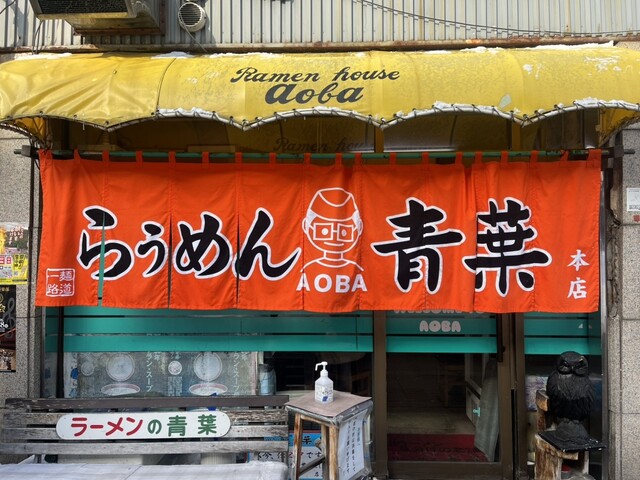 Ramen house
aoba
らぅめん
青葉
AOBA
本店
一麺
路道
AOBA
ラーメンの青葉